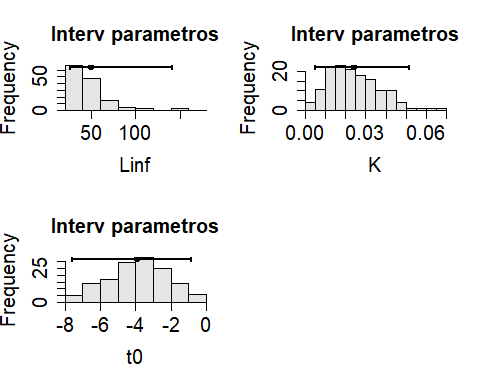 Interv parametros
Frequency
0 50
50 100
Linf
Interv parametros
Frequency
0 20
0.00 0.03 0.06
K
Interv parametros
Frequency
0 25
-8 -6 -4 -2 0
t0